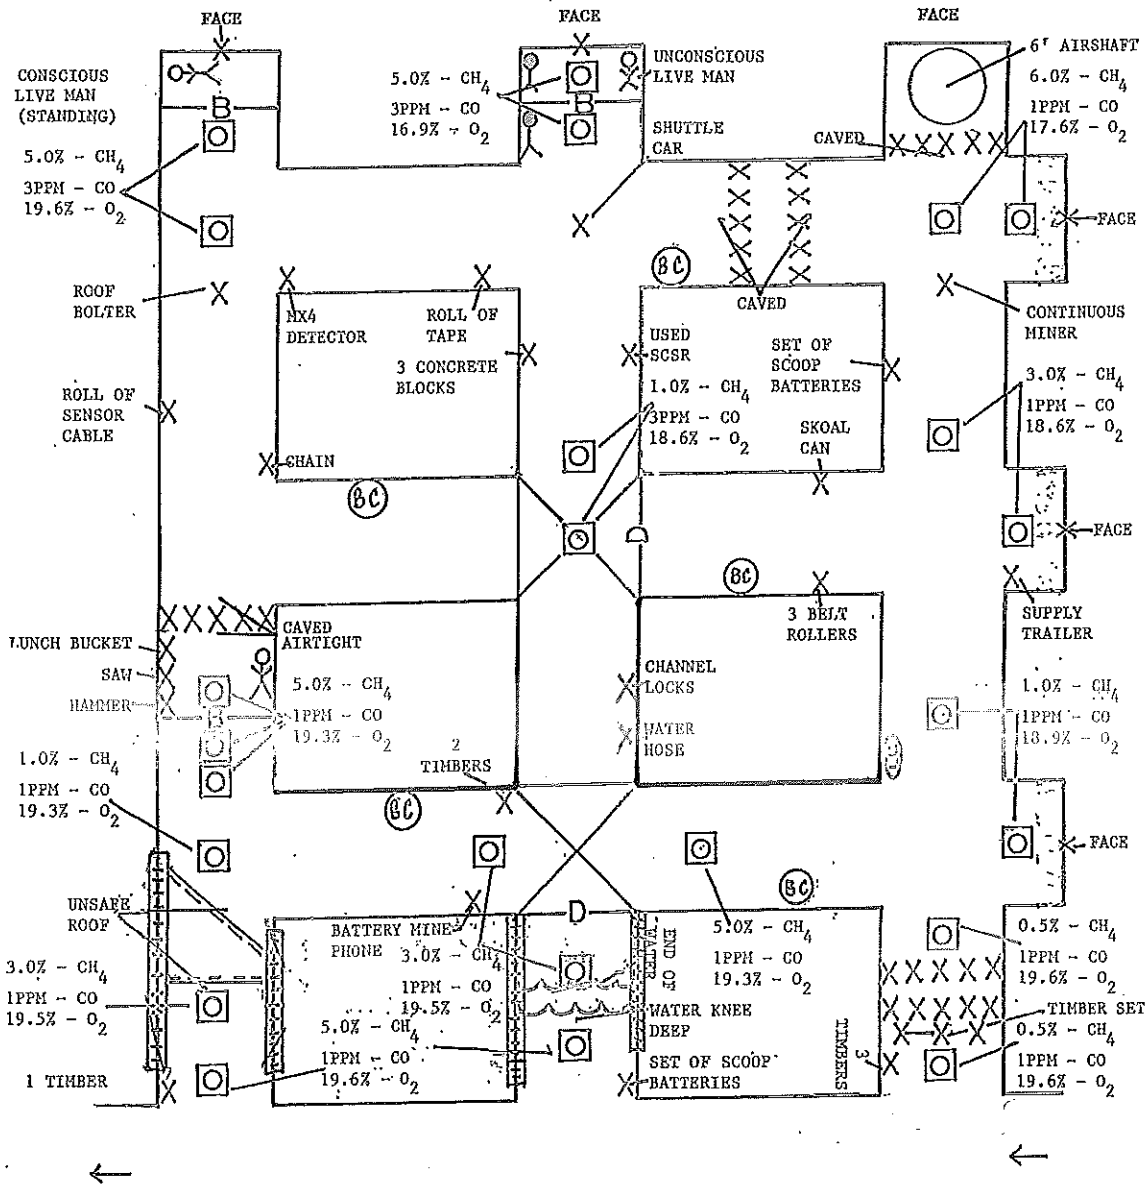 FACE
FACE
FACE
CONSCIOUS
LIVE MAN
(STANDING)
5.0% - CH4
3PPM - CO
19.6% - O2
B
5.0% - CH4
3PPM - CO
16.9% - O2
B
UNCONSCIOUS
LIVE MAN
SHUTTLE
CAR
6' AIRSHAFT
6.0% - CH4
1PPM - CO
17.6% - O2
CAVED
FACE
ROOF
BOLTER
MX4
DETECTOR
ROLL OF
TAPE
3 CONCRETE
BLOCKS
BC
CAVED
USED
SCSR
1.0% - CH4
3PPM - CO
18.6% - O2
SET OF
SCOOP
BATTERIES
SKOAL
CAN
CONTINUOUS
MINER
3.0% - CH4
1PPM - CO
18.6% - O2
ROLL OF
SENSOR
CABLE
CHAIN
BC
D
FACE
BC
3 BELT
ROLLERS
SUPPLY
TRAILER
CAVED
AIRTIGHT
LUNCH BUCKET
SAW
HAMMER
B
5.0% - CH4
1PPM - CO
19.3% - O2
2
TIMBERS
CHANNEL
LOCKS
WATER
HOSE
1.0% - CH4
1PPM - CO
18.9% - O2
1.0% - CH4
1PPM - CO
19.3% - O2
BC
FACE
BC
UNSAFE
ROOF
BATTERY MINE
PHONE
3.0% - CH4
1PPM - CO
19.5% - O2
D
END OF
WATER
5.0% - CH4
1PPM - CO
19.3% - O2
0.5% - CH4
1PPM - CO
19.6% - O2
3.0% - CH4
1PPM - CO
19.5% - O2
5.0% - CH4
1PPM - CO
19.6% - O2
WATER KNEE
DEEP
SET OF SCOOP
BATTERIES
3
TIMBERS
TIMBER SET
0.5% - CH4
1PPM - CO
19.6% - O2
1 TIMBER